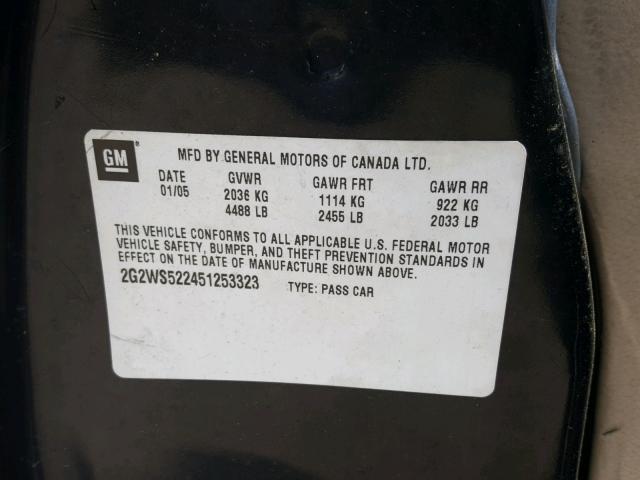 GM ® MFD BY GENERAL MOTORS OF CANADA LTD.
DATE GVWR GAWR FRT GAWR RR
01/05 2036 KG 1114 KG 922 KG
4488 LB 2455 LB 2033 LB
THIS VEHICLE CONFORMS TO ALL APPLICABLE U.S. FEDERAL MOTOR
VEHICLE SAFETY, BUMPER, AND THEFT PREVENTION STANDARDS IN
EFFECT ON THE DATE OF MANUFACTURE SHOWN ABOVE.
2G2WS522451253323 TYPE: PASS CAR